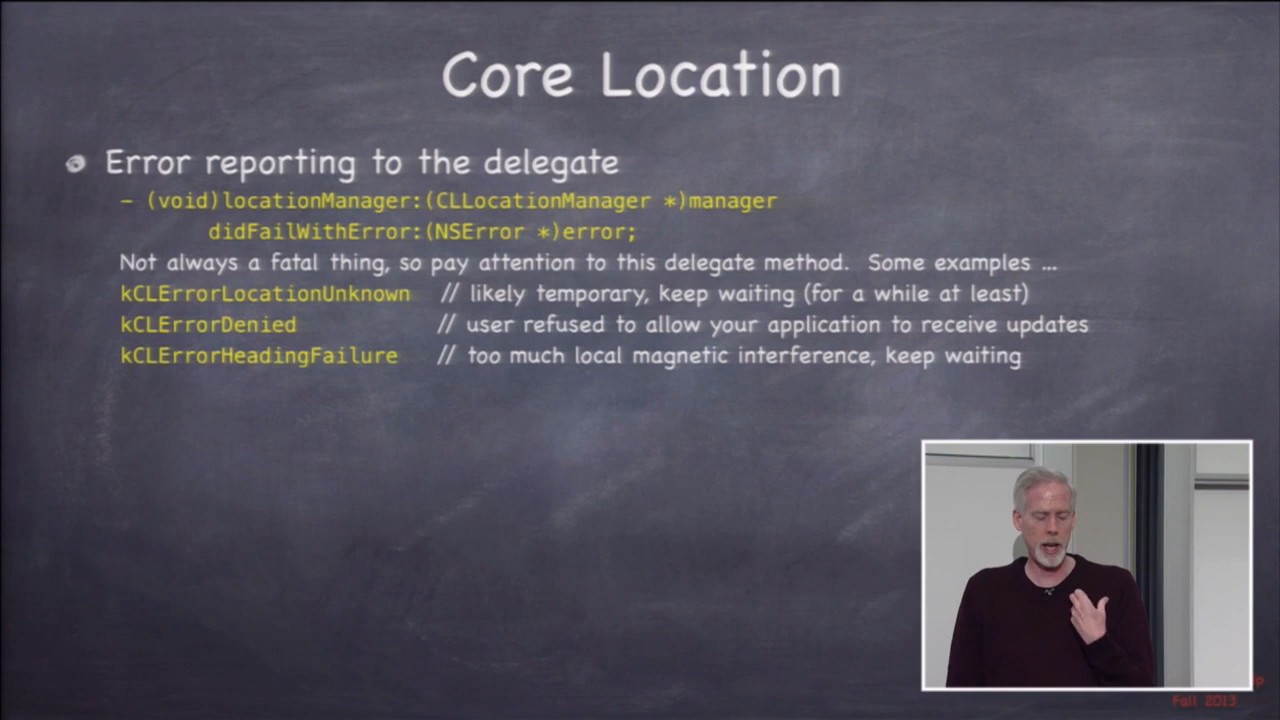 Core Location
Error reporting to the delegate
- (void)locationManager:(CLLocationManager *)manager
didFailWithError:(NSError *)error;
Not always a fatal thing, so pay attention to this delegate method. Some examples ...
kCLErrorLocationUnknown // likely temporary, keep waiting (for a while at least)
kCLErrorDenied // user refused to allow your application to receive updates
kCLErrorHeadingFailure // too much local magnetic interference, keep waiting
Fall 2013